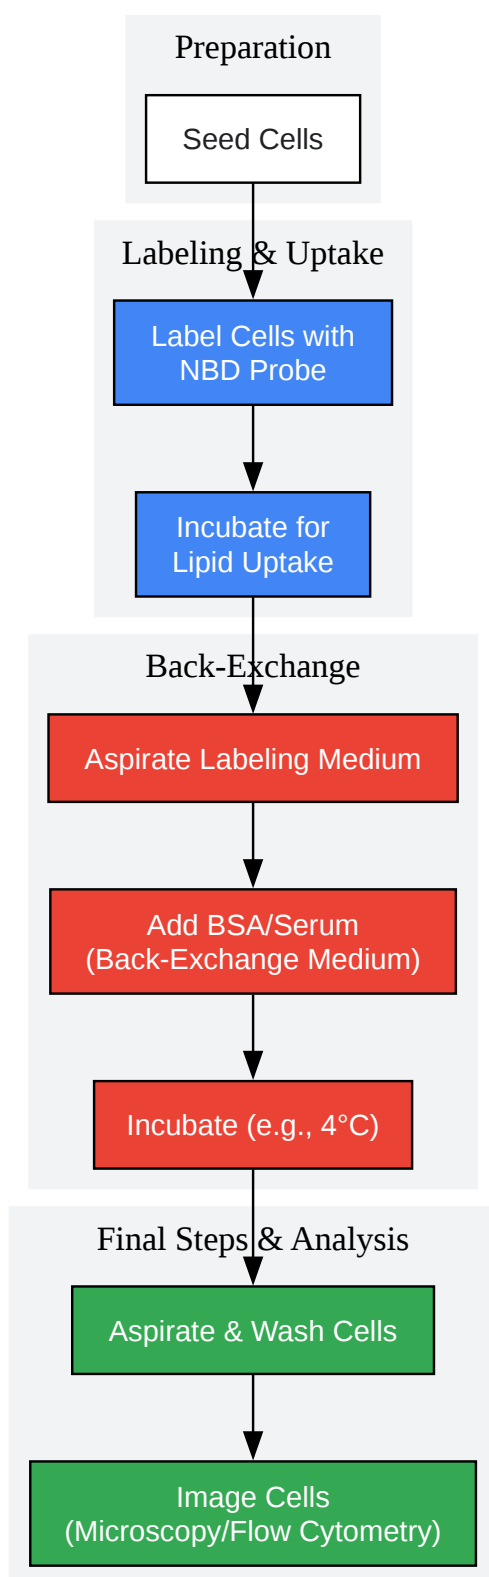 Preparation
Seed Cells
Labeling & Uptake
Label Cells with
NBD Probe
Incubate for
Lipid Uptake
Back-Exchange
Aspirate Labeling Medium
Add BSA/Serum
(Back-Exchange Medium)
Incubate (e.g., 4°C)
Final Steps & Analysis
Aspirate & Wash Cells
Image Cells
(Microscopy/Flow Cytometry)